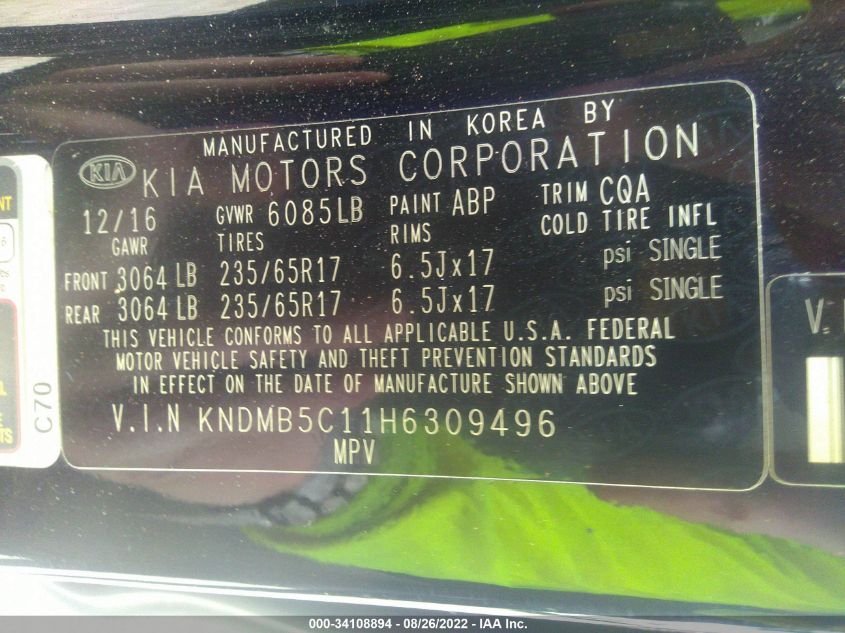 MANUFACTURED IN KOREA BY
KIA KIA MOTORS CORPORATION
12/16 GVWR 6085LB PAINT ABP TRIM CQA
GAWR TIRES RIMS COLD TIRE INFL
FRONT 3064 LB 235/65R17 6.5Jx17 psi SINGLE
REAR 3064 LB 235/65R17 6.5Jx17 psi SINGLE
THIS VEHICLE CONFORMS TO ALL APPLICABLE U.S.A. FEDERAL
MOTOR VEHICLE SAFETY AND THEFT PREVENTION STANDARDS
IN EFFECT ON THE DATE OF MANUFACTURE SHOWN ABOVE
V.I.N KNDMB5C11H6309496
MPV
C70
000-34108894 - 08/26/2022 - IAA Inc.